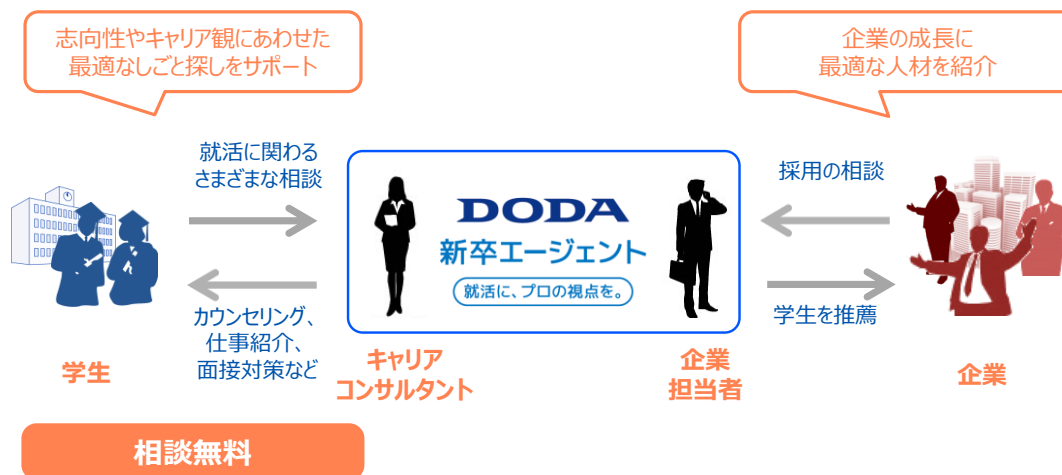 志向性やキャリア観にあわせた
最適なしごと探しをサポート
企業の成長に
最適な人材を紹介
就活に関わる
さまざまな相談
採用の相談
DODA
新卒エージェント
就活に、プロの視点を。
カウンセリング、
仕事紹介、
面接対策など
学生を推薦
学生
キャリア
コンサルタント
企業
担当者
企業
相談無料